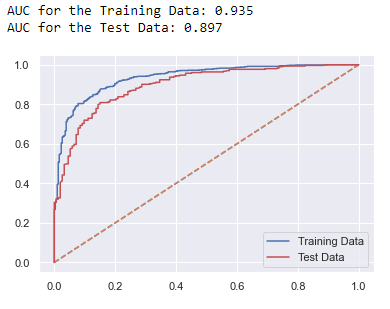 AUC for the Training Data: 0.935
AUC for the Test Data: 0.897
1.0
0.8
0.6
0.4
0.2
0.0
0.0 0.2 0.4 0.6 0.8 1.0
Training Data
Test Data